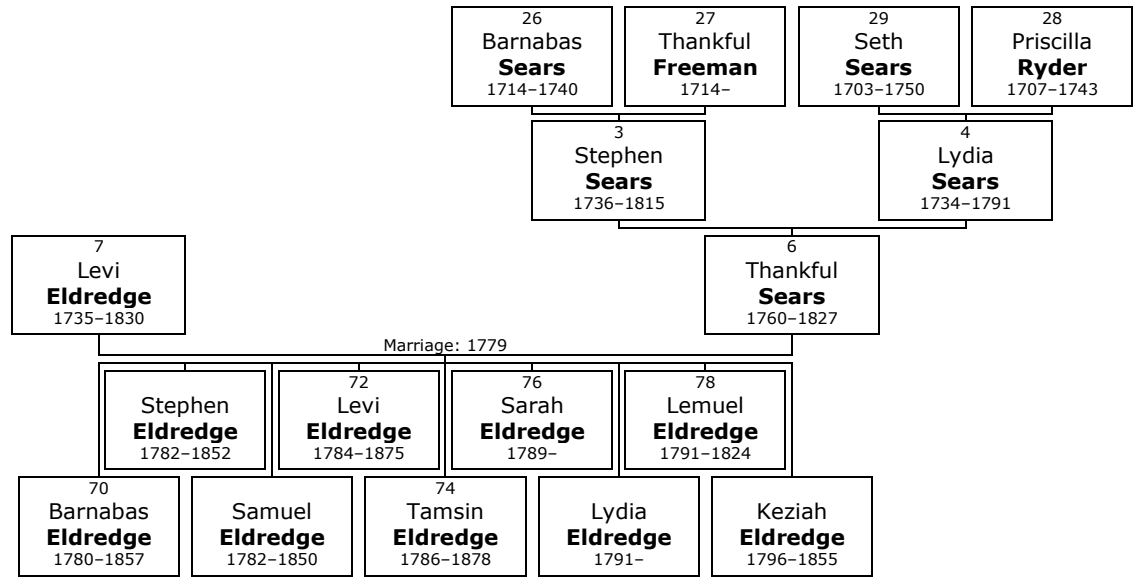 26
Barnabas
Sears
1714–1740
27
Thankful
Freeman
1714–
29
Seth
Sears
1703–1750
28
Priscilla
Ryder
1707–1743
3
Stephen
Sears
1736–1815
4
Lydia
Sears
1734–1791
7
Levi
Eldredge
1735–1830
6
Thankful
Sears
1760–1827
Marriage: 1779
Stephen
Eldredge
1782–1852
72
Levi
Eldredge
1784–1875
76
Sarah
Eldredge
1789–
78
Lemuel
Eldredge
1791–1824
70
Barnabas
Eldredge
1780–1857
Samuel
Eldredge
1782–1850
74
Tamsin
Eldredge
1786–1878
Lydia
Eldredge
1791–
Keziah
Eldredge
1796–1855